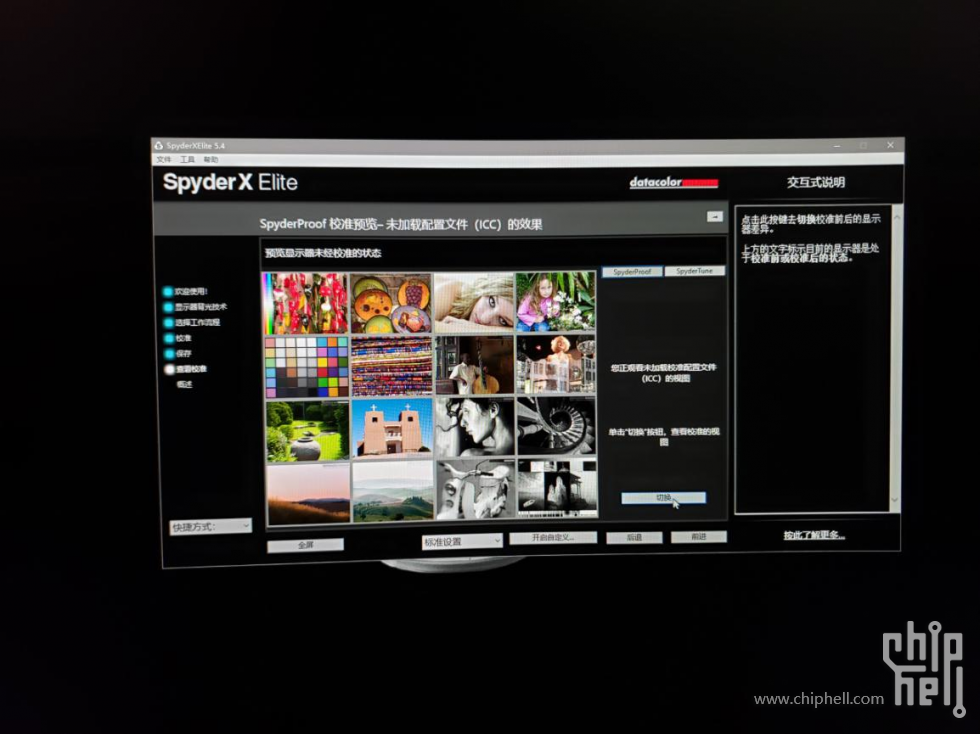 SpyderXElite 5.4
文件 工具 帮助
SpyderX Elite
datacolor
交互式说明
SpyderProof 校准预览– 未加载配置文件（ICC）的效果
预览显示器未经校准的状态
SpyderProof SpyderTune
点击此按键去切换校准前后的显示
器差异。
上方的文字标示目前的显示器是处
于校准前或校准后的状态。
欢迎使用!
显示器背光技术
选择工作流程
校准
保存
查看校准
概述
您正观看未加载校准配置文件
（ICC）的视图
单击"切换"按钮，查看校准的视
图
切换
快捷方式:
全屏
标准设置
开启自定义...
后退
前进
按此了解更多...
chip
hell
www.chiphell.com